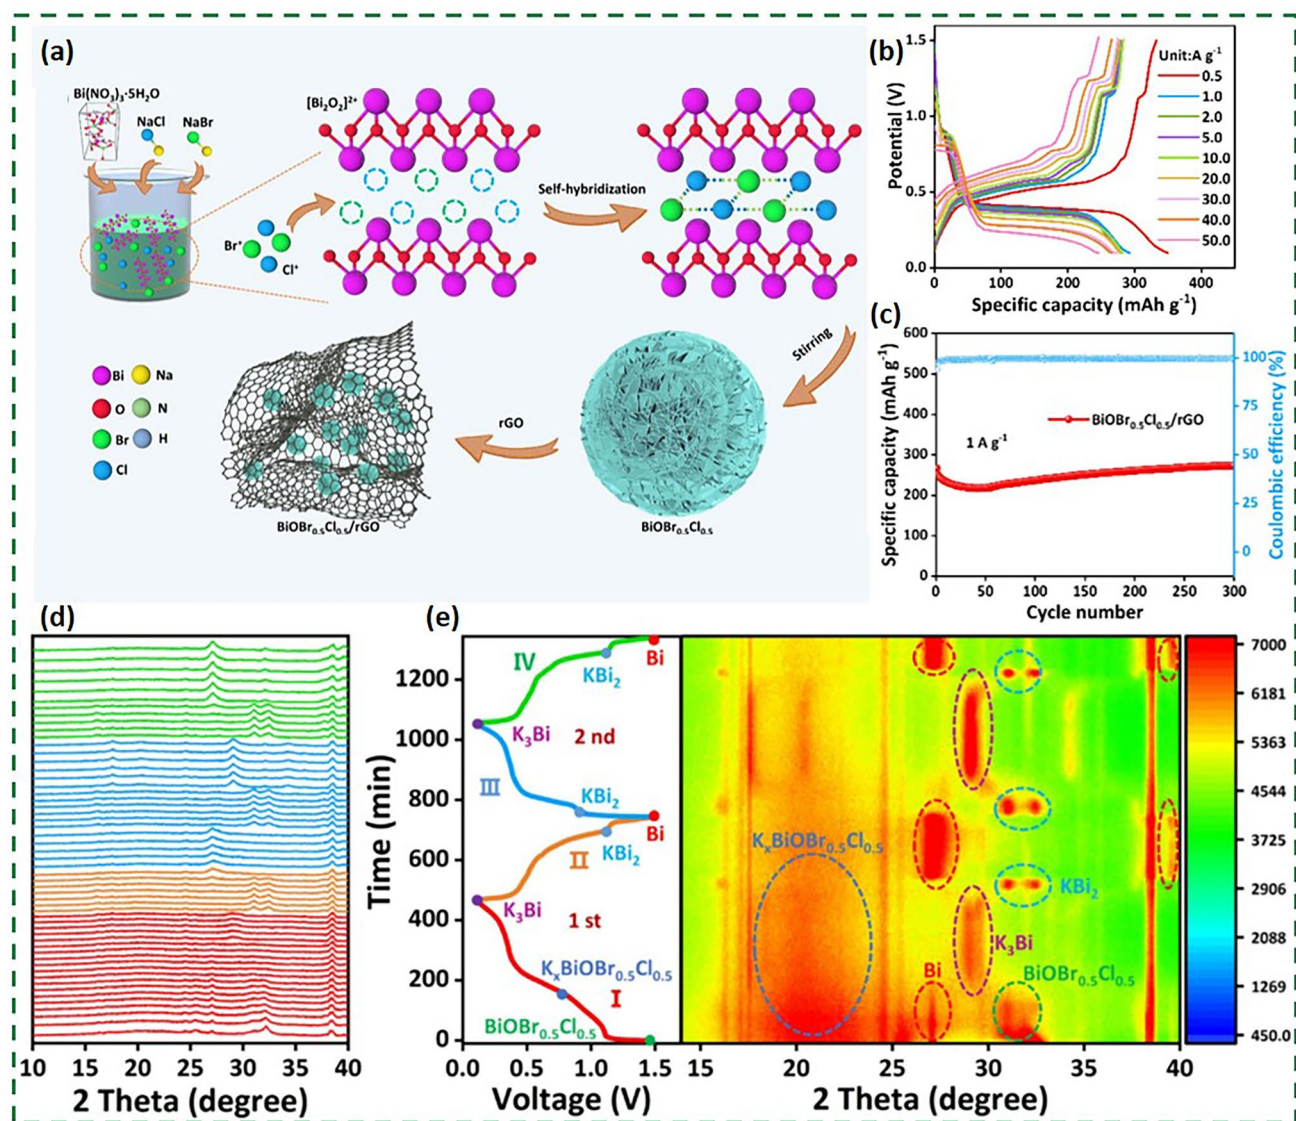 (a)
Bi(NO₃)₃·5H₂O
NaCl
NaBr
[Bi₂O₂]²⁺
Br⁺
Cl⁺
Self-hybridization
Stirring
rGO
Bi
Na
O
N
Br
H
Cl
BiOBr₀.₅Cl₀.₅/rGO
BiOBr₀.₅Cl₀.₅
(b)
Potential (V)
1.5
1.0
0.5
0.0
Unit:A g⁻¹
0.5
1.0
2.0
5.0
10.0
20.0
30.0
40.0
50.0
0 100 200 300 400
Specific capacity (mAh g⁻¹)
(c)
Specific capacity (mAh g⁻¹)
600
500
400
300
200
100
0
BiOBr₀.₅Cl₀.₅/rGO
1 A g⁻¹
100
75
50
25
0
Coulombic efficiency (%)
0 50 100 150 200 250 300
Cycle number
(d)
10 15 20 25 30 35 40
2 Theta (degree)
(e)
Time (min)
1200
1000
800
600
400
200
0
IV
Bi
KBi₂
K₃Bi
2 nd
III
KBi₂
Bi
II
KBi₂
K₃Bi
1 st
KₓBiOBr₀.₅Cl₀.₅
I
BiOBr₀.₅Cl₀.₅
0.0 0.5 1.0 1.5
Voltage (V)
KₓBiOBr₀.₅Cl₀.₅
KBi₂
K₃Bi
Bi
BiOBr₀.₅Cl₀.₅
15 20 25 30 35 40
2 Theta (degree)
7000
6181
5363
4544
3725
2906
2088
1269
450.0